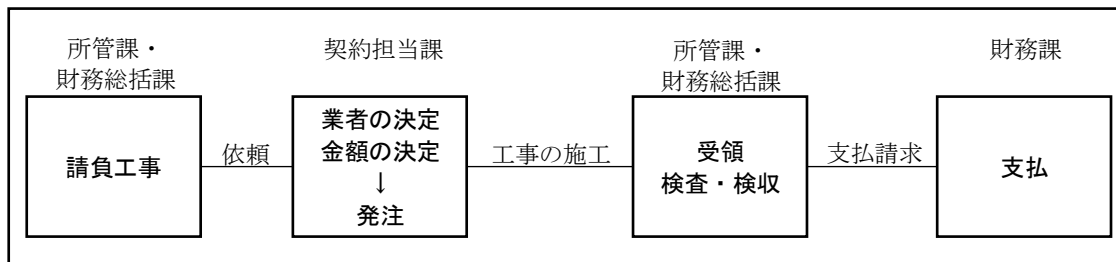 所管課・
財務総括課
契約担当課
所管課・
財務総括課
財務課
請負工事
依頼
業者の決定
金額の決定
↓
発注
工事の施工
受領
検査・検収
支払請求
支払